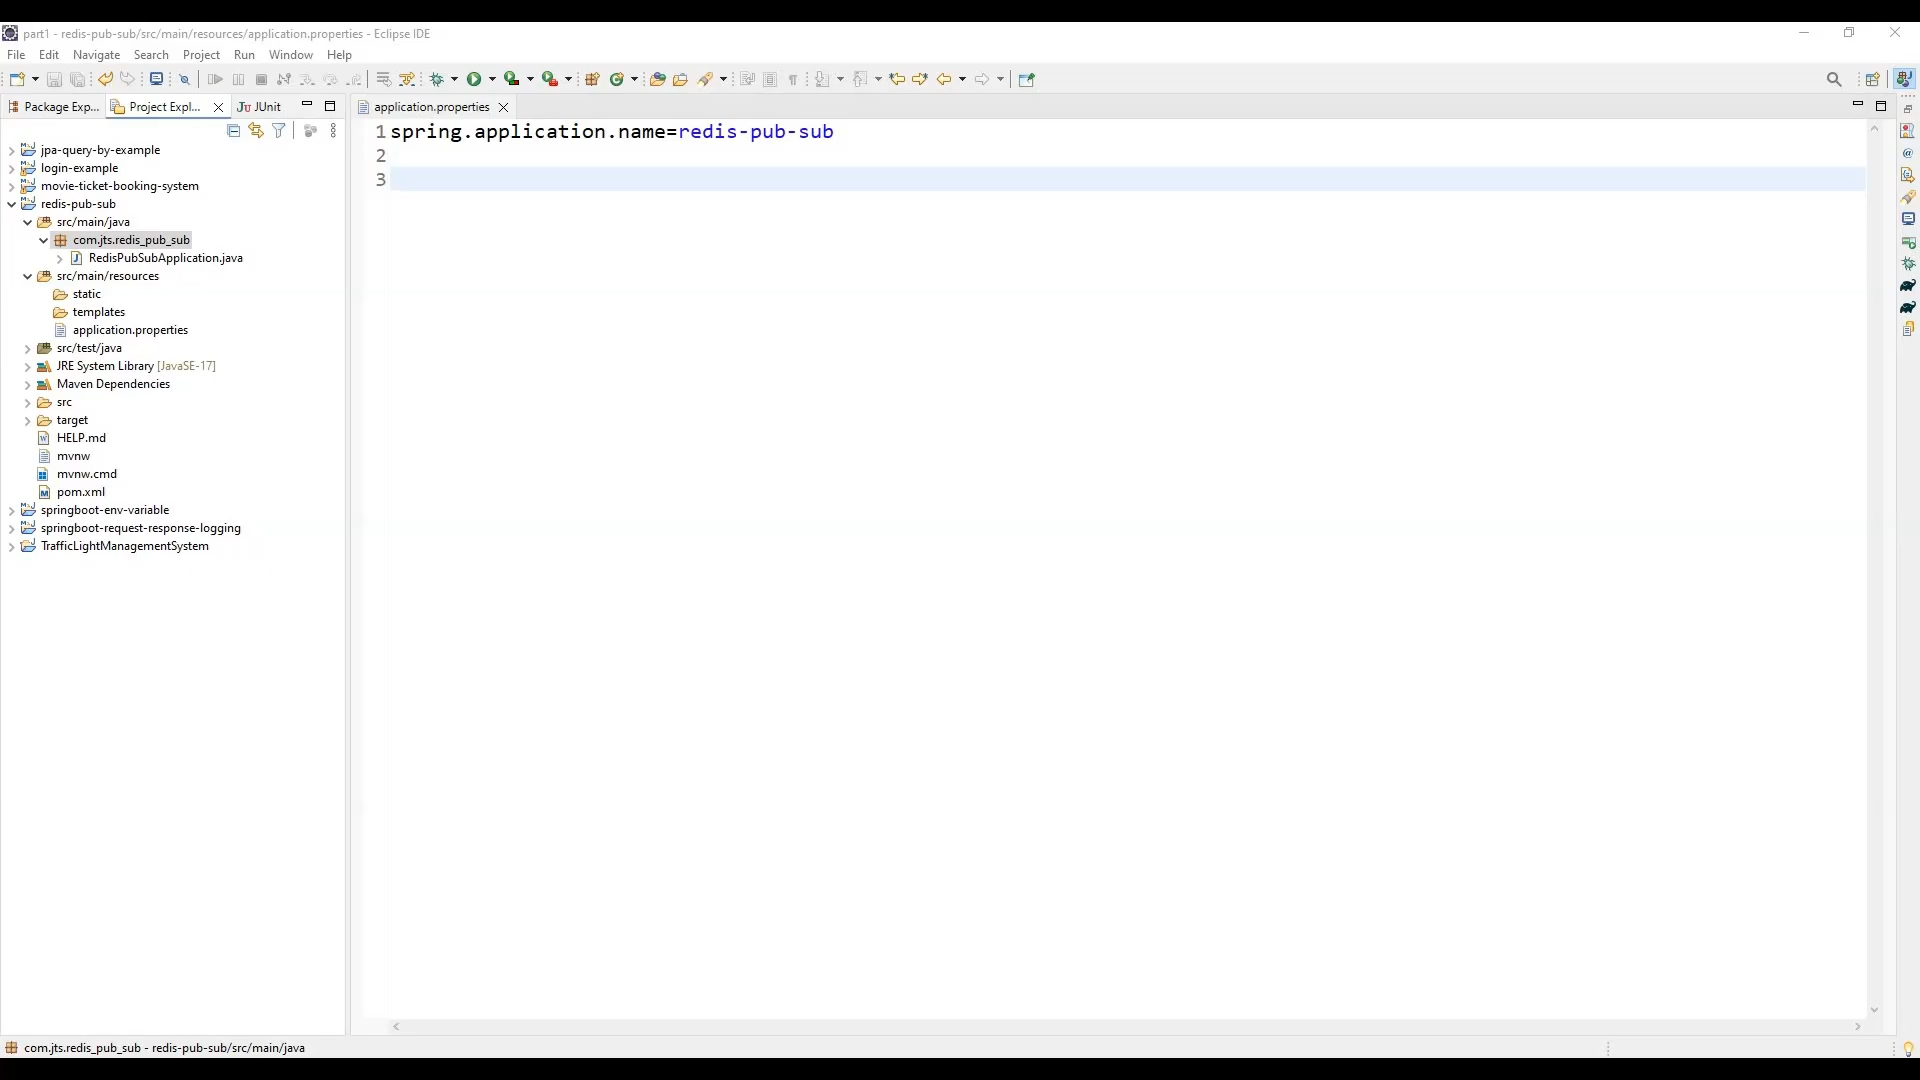 part1 - redis-pub-sub/src/main/resources/application.properties - Eclipse IDE
File Edit Navigate Search Project Run Window Help
Package Exp... Project Expl... JUnit
application.properties
jpa-query-by-example
login-example
movie-ticket-booking-system
redis-pub-sub
src/main/java
com.jts.redis_pub_sub
RedisPubSubApplication.java
src/main/resources
static
templates
application.properties
src/test/java
JRE System Library [JavaSE-17]
Maven Dependencies
src
target
HELP.md
mvnw
mvnw.cmd
pom.xml
springboot-env-variable
springboot-request-response-logging
TrafficLightManagementSystem
1 spring.application.name=redis-pub-sub
2
3
com.jts.redis_pub_sub - redis-pub-sub/src/main/java